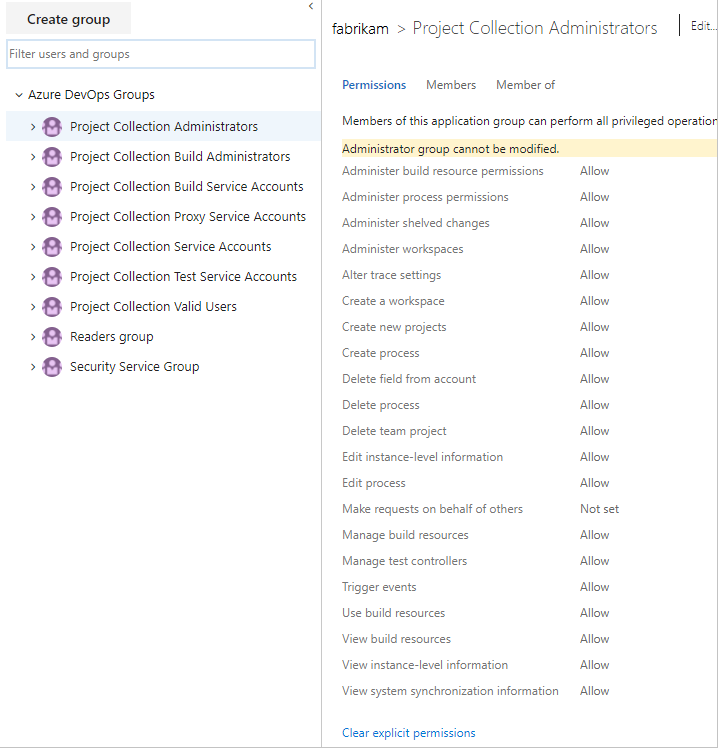 Create group
Filter users and groups
Azure DevOps Groups
Project Collection Administrators
Project Collection Build Administrators
Project Collection Build Service Accounts
Project Collection Proxy Service Accounts
Project Collection Service Accounts
Project Collection Test Service Accounts
Project Collection Valid Users
Readers group
Security Service Group
fabrikam > Project Collection Administrators Edit...
Permissions Members Member of
Members of this application group can perform all privileged operation
Administrator group cannot be modified.
Administer build resource permissions Allow
Administer process permissions Allow
Administer shelved changes Allow
Administer workspaces Allow
Alter trace settings Allow
Create a workspace Allow
Create new projects Allow
Create process Allow
Delete field from account Allow
Delete process Allow
Delete team project Allow
Edit instance-level information Allow
Edit process Allow
Make requests on behalf of others Not set
Manage build resources Allow
Manage test controllers Allow
Trigger events Allow
Use build resources Allow
View build resources Allow
View instance-level information Allow
View system synchronization information Allow
Clear explicit permissions